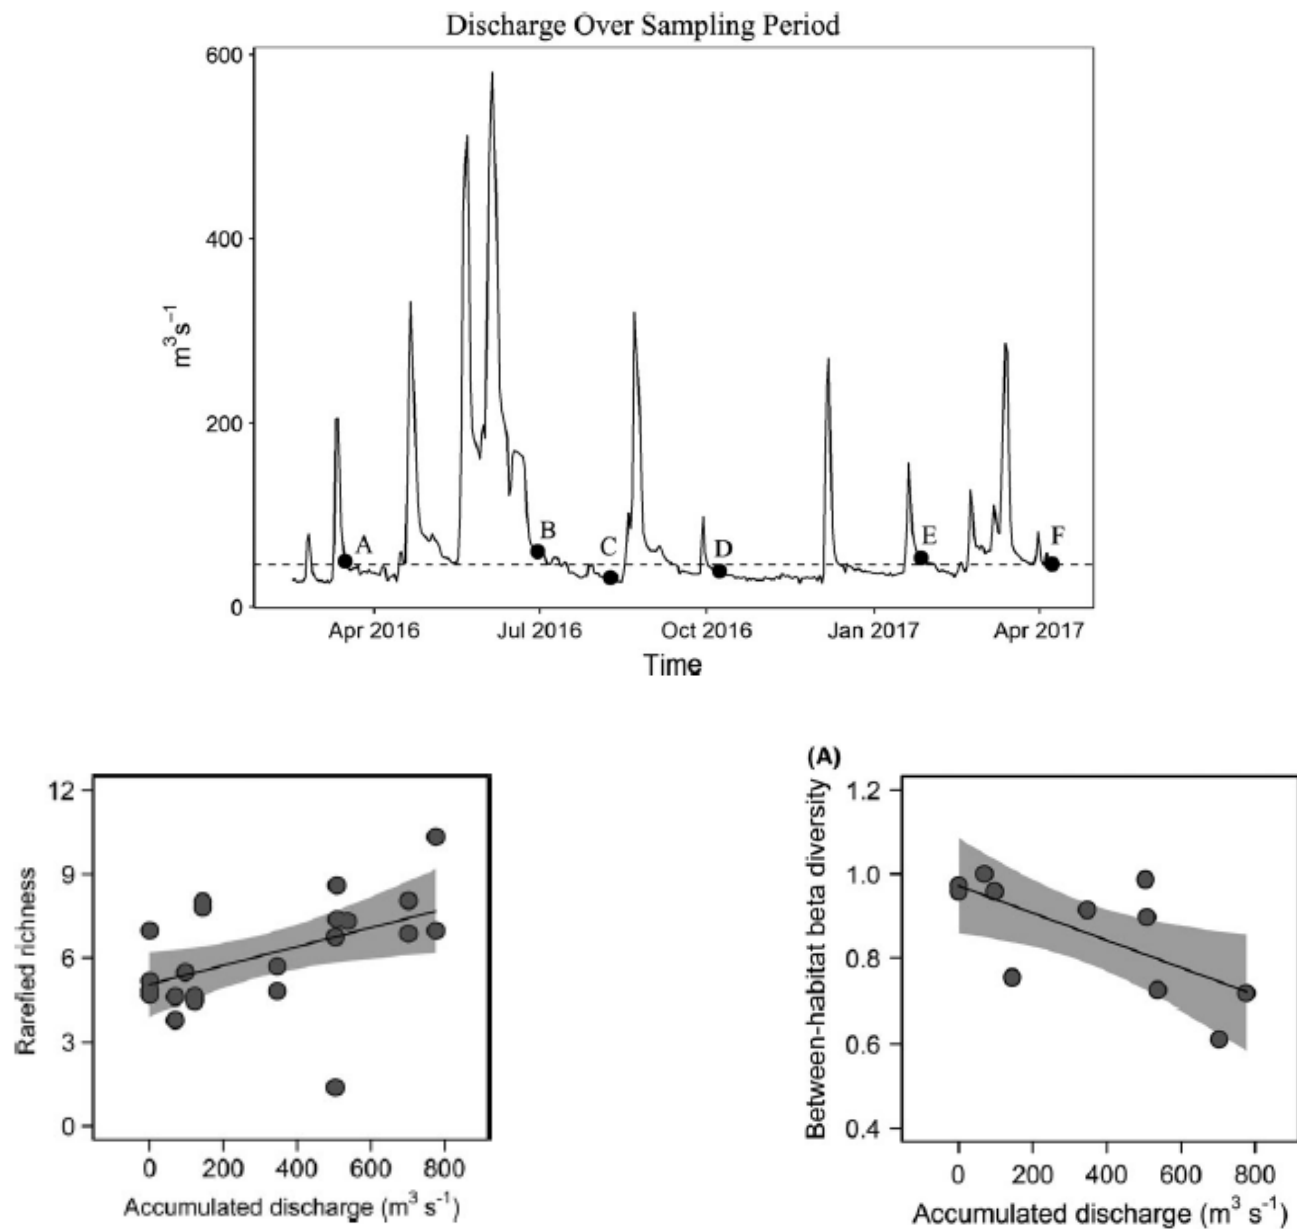 Discharge Over Sampling Period
600
400
200
0
m³s⁻¹
A
B
C
D
E
F
Apr 2016
Jul 2016
Oct 2016
Jan 2017
Apr 2017
Time
12
9
6
3
0
Rarefied richness
0
200
400
600
800
Accumulated discharge (m³ s⁻¹)
(A)
1.2
1.0
0.8
0.6
0.4
Between-habitat beta diversity
0
200
400
600
800
Accumulated discharge (m³ s⁻¹)